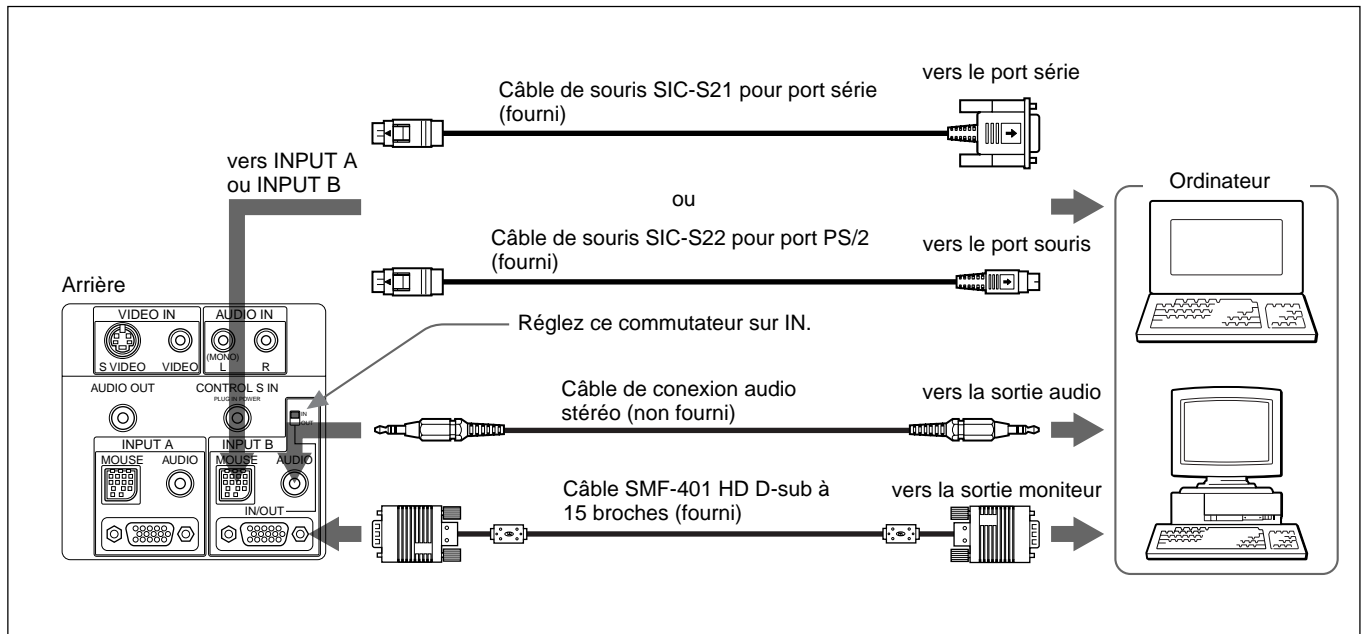 vers le port série
Câble de souris SIC-S21 pour port série
(fourni)
vers INPUT A
ou INPUT B
Ordinateur
ou
Câble de souris SIC-S22 pour port PS/2
(fourni)
vers le port souris
Arrière
Réglez ce commutateur sur IN.
VIDEO IN
AUDIO IN
(MONO)
S VIDEO
VIDEO
L
R
AUDIO OUT
CONTROL S IN
PLUG IN POWER
IN
OUT
Câble de conexion audio
stéréo (non fourni)
vers la sortie audio
INPUT A
INPUT B
MOUSE
AUDIO
MOUSE
AUDIO
IN/OUT
Câble SMF-401 HD D-sub à
15 broches (fourni)
vers la sortie moniteur